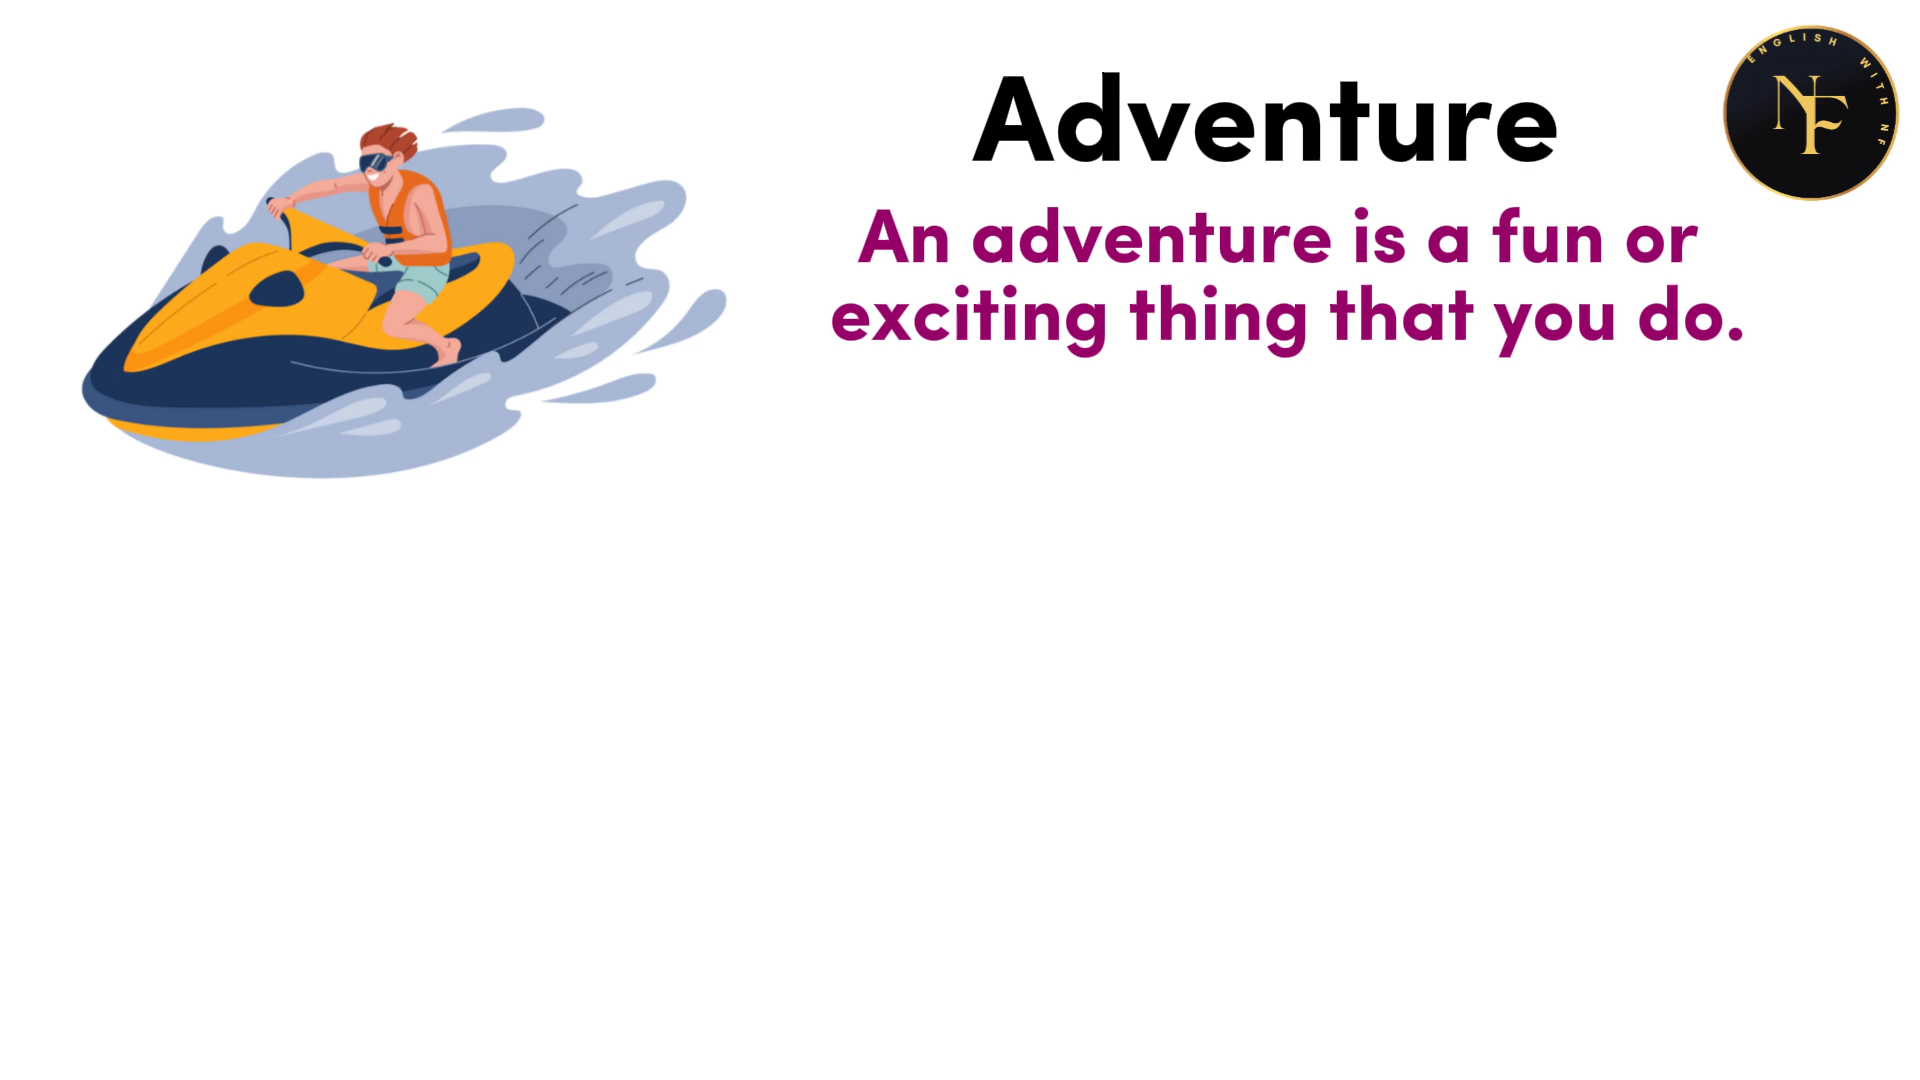 Adventure
An adventure is a fun or
exciting thing that you do.
ENGLISH WITH NF
NF